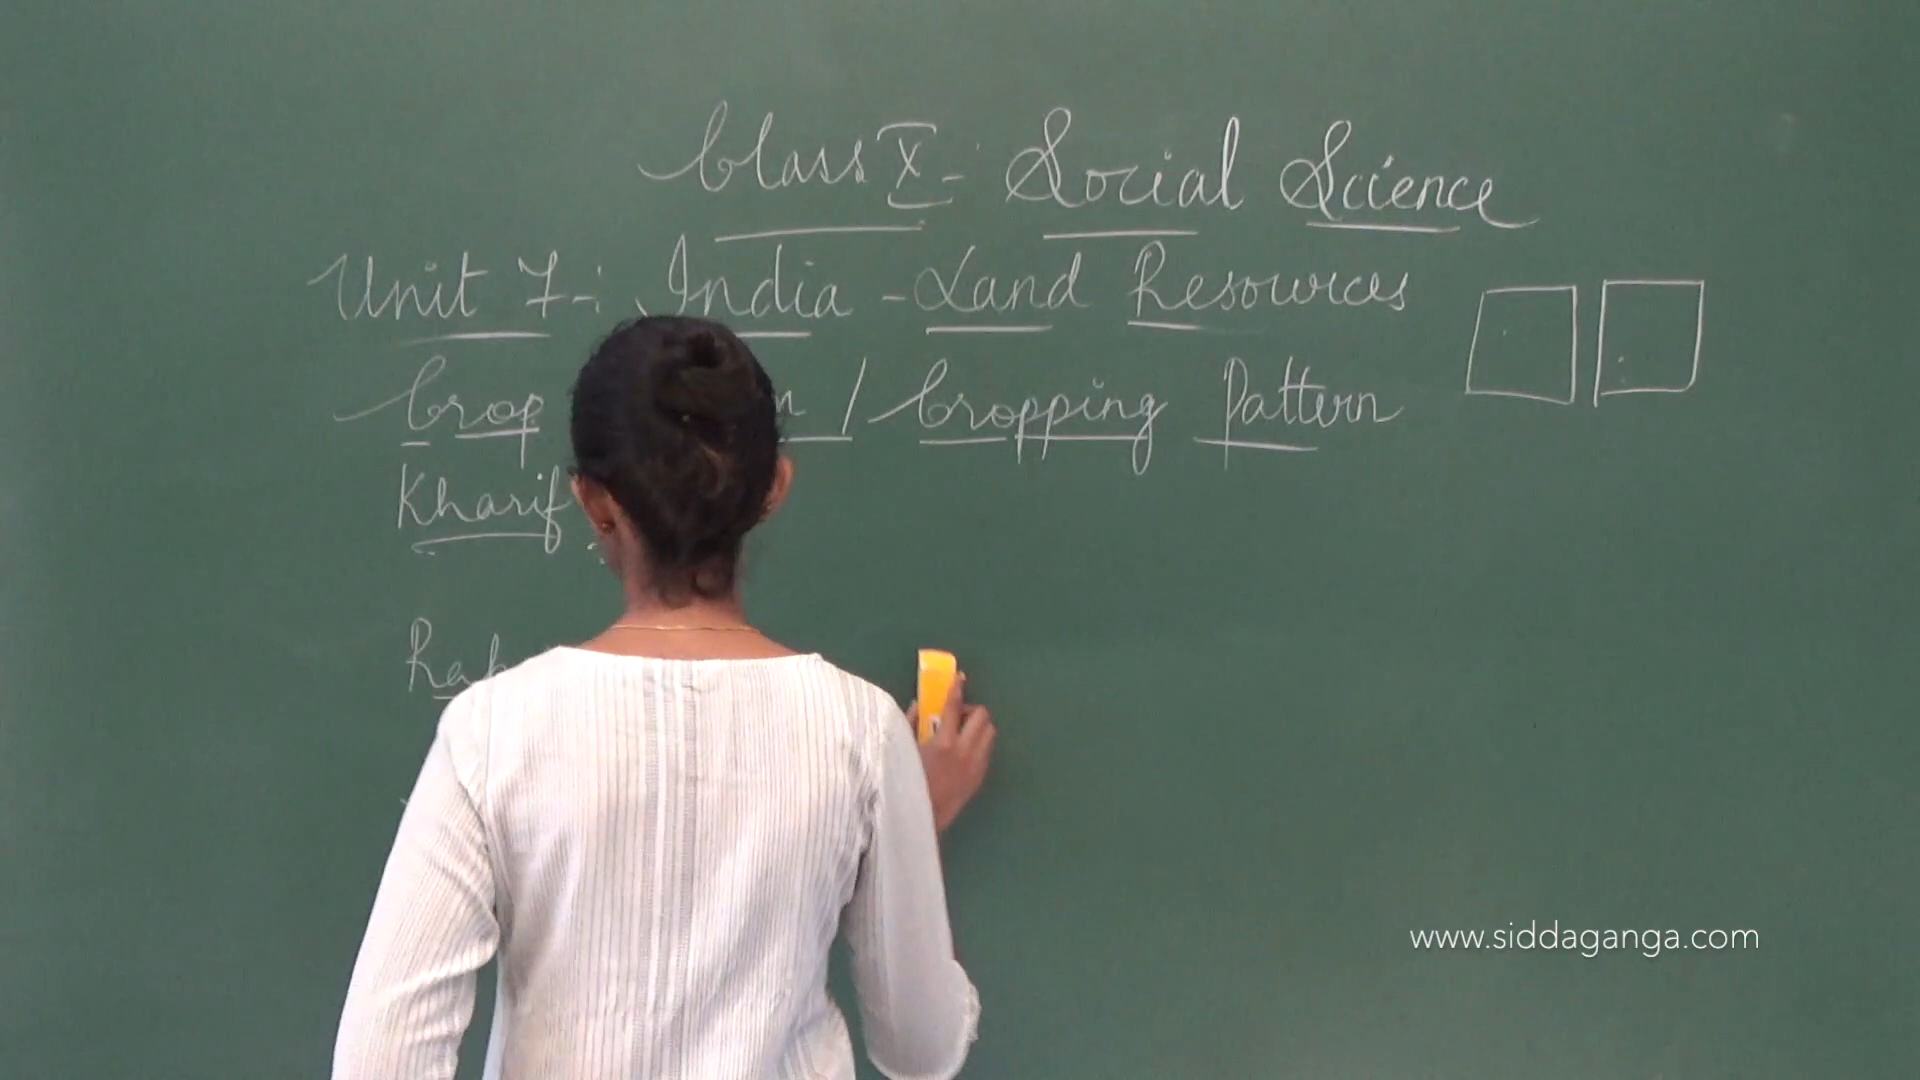 Class X - Social Science
Unit 7 -: India - Land Resources
Crop / Cropping Pattern
Kharif
www.siddaganga.com